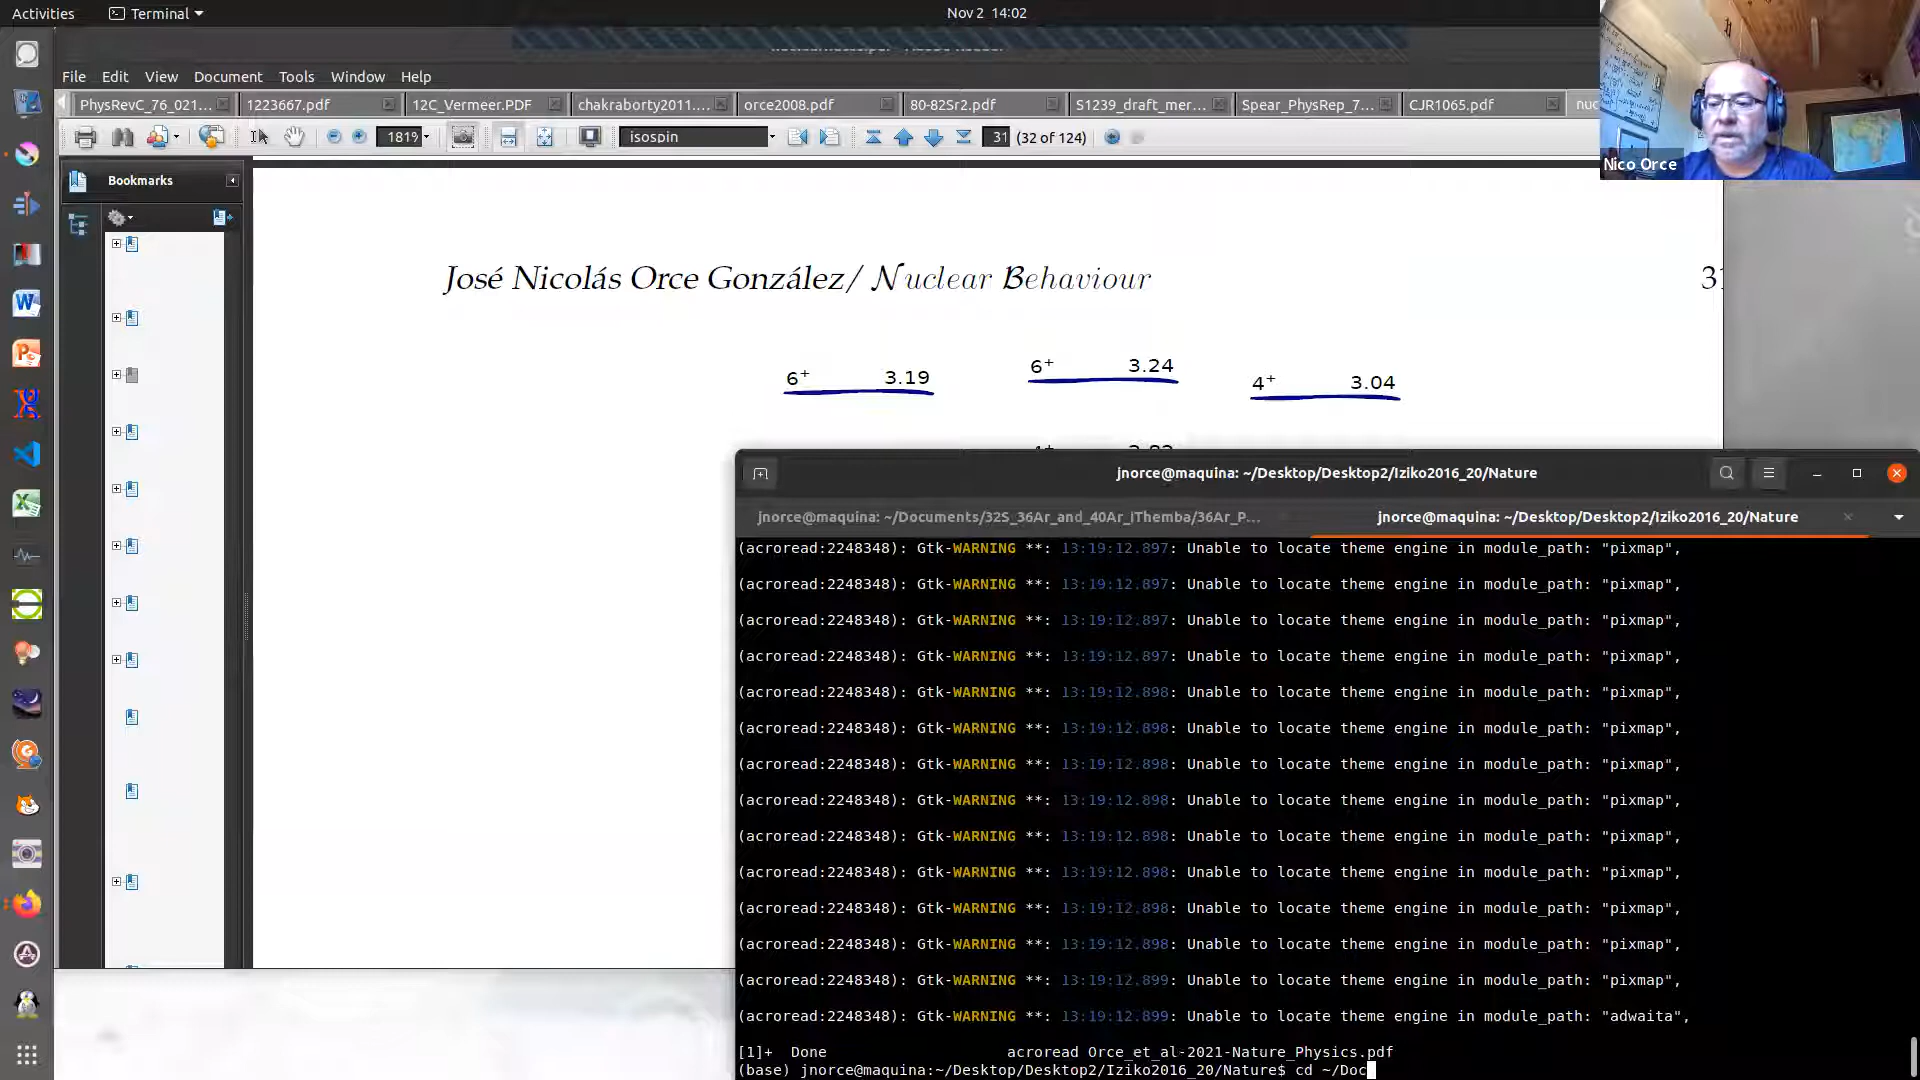 Activities
Terminal
Nov 2 14:02
File Edit View Document Tools Window Help
PhysRevC_76_021... 1223667.pdf 12C_Vermeer.PDF chakraborty2011.... orce2008.pdf 80-82Sr2.pdf S1239_draft_mer... Spear_PhysRep_7... CJR1065.pdf nuc
1819 isospin 31 (32 of 124)
Nico Orce
Bookmarks
José Nicolás Orce González/ Nuclear Behaviour 31
6+ 3.19 6+ 3.24 4+ 3.04
jnorce@maquina: ~/Desktop/Desktop2/Iziko2016_20/Nature
jnorce@maquina: ~/Documents/32S_36Ar_and_40Ar_iThemba/36Ar_P... jnorce@maquina: ~/Desktop/Desktop2/Iziko2016_20/Nature
(acroread:2248348): Gtk-WARNING **: 13:19:12.897: Unable to locate theme engine in module_path: "pixmap",
(acroread:2248348): Gtk-WARNING **: 13:19:12.897: Unable to locate theme engine in module_path: "pixmap",
(acroread:2248348): Gtk-WARNING **: 13:19:12.897: Unable to locate theme engine in module_path: "pixmap",
(acroread:2248348): Gtk-WARNING **: 13:19:12.897: Unable to locate theme engine in module_path: "pixmap",
(acroread:2248348): Gtk-WARNING **: 13:19:12.898: Unable to locate theme engine in module_path: "pixmap",
(acroread:2248348): Gtk-WARNING **: 13:19:12.898: Unable to locate theme engine in module_path: "pixmap",
(acroread:2248348): Gtk-WARNING **: 13:19:12.898: Unable to locate theme engine in module_path: "pixmap",
(acroread:2248348): Gtk-WARNING **: 13:19:12.898: Unable to locate theme engine in module_path: "pixmap",
(acroread:2248348): Gtk-WARNING **: 13:19:12.898: Unable to locate theme engine in module_path: "pixmap",
(acroread:2248348): Gtk-WARNING **: 13:19:12.898: Unable to locate theme engine in module_path: "pixmap",
(acroread:2248348): Gtk-WARNING **: 13:19:12.898: Unable to locate theme engine in module_path: "pixmap",
(acroread:2248348): Gtk-WARNING **: 13:19:12.898: Unable to locate theme engine in module_path: "pixmap",
(acroread:2248348): Gtk-WARNING **: 13:19:12.899: Unable to locate theme engine in module_path: "pixmap",
(acroread:2248348): Gtk-WARNING **: 13:19:12.899: Unable to locate theme engine in module_path: "adwaita",
[1]+ Done acroread Orce_et_al-2021-Nature_Physics.pdf
(base) jnorce@maquina:~/Desktop/Desktop2/Iziko2016_20/Nature$ cd ~/Doc